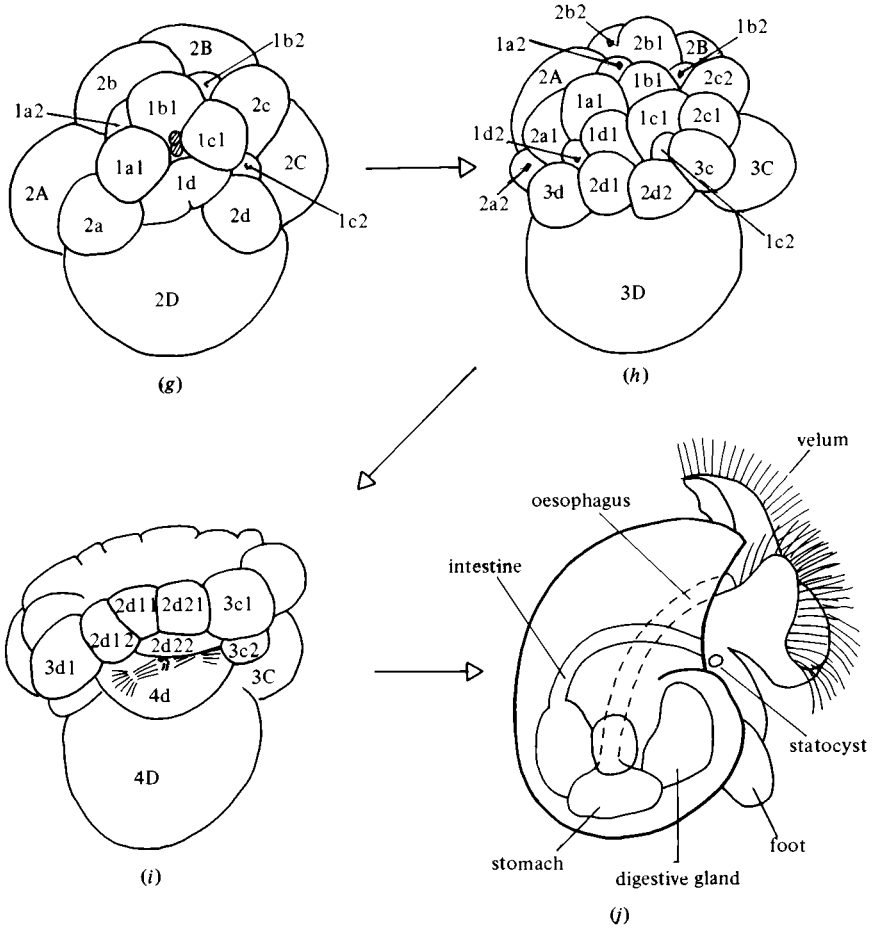 2B
1b2
2b
1b1
2c
1a2
1c1
1a1
2C
1d
2A
2a
2d
1c2
2D
(g)
2b2
2b1
1b2
1a2
2B
2A
1b1
2c2
1a1
1c1
2c1
1d2
2a1
1d1
3c
3C
2a2
3d
2d1
2d2
1c2
3D
(h)
2d11
2d21
3c1
2d12
2d22
3c2
3d1
3C
4d
4D
(i)
velum
oesophagus
intestine
statocyst
foot
stomach
digestive gland
(j)